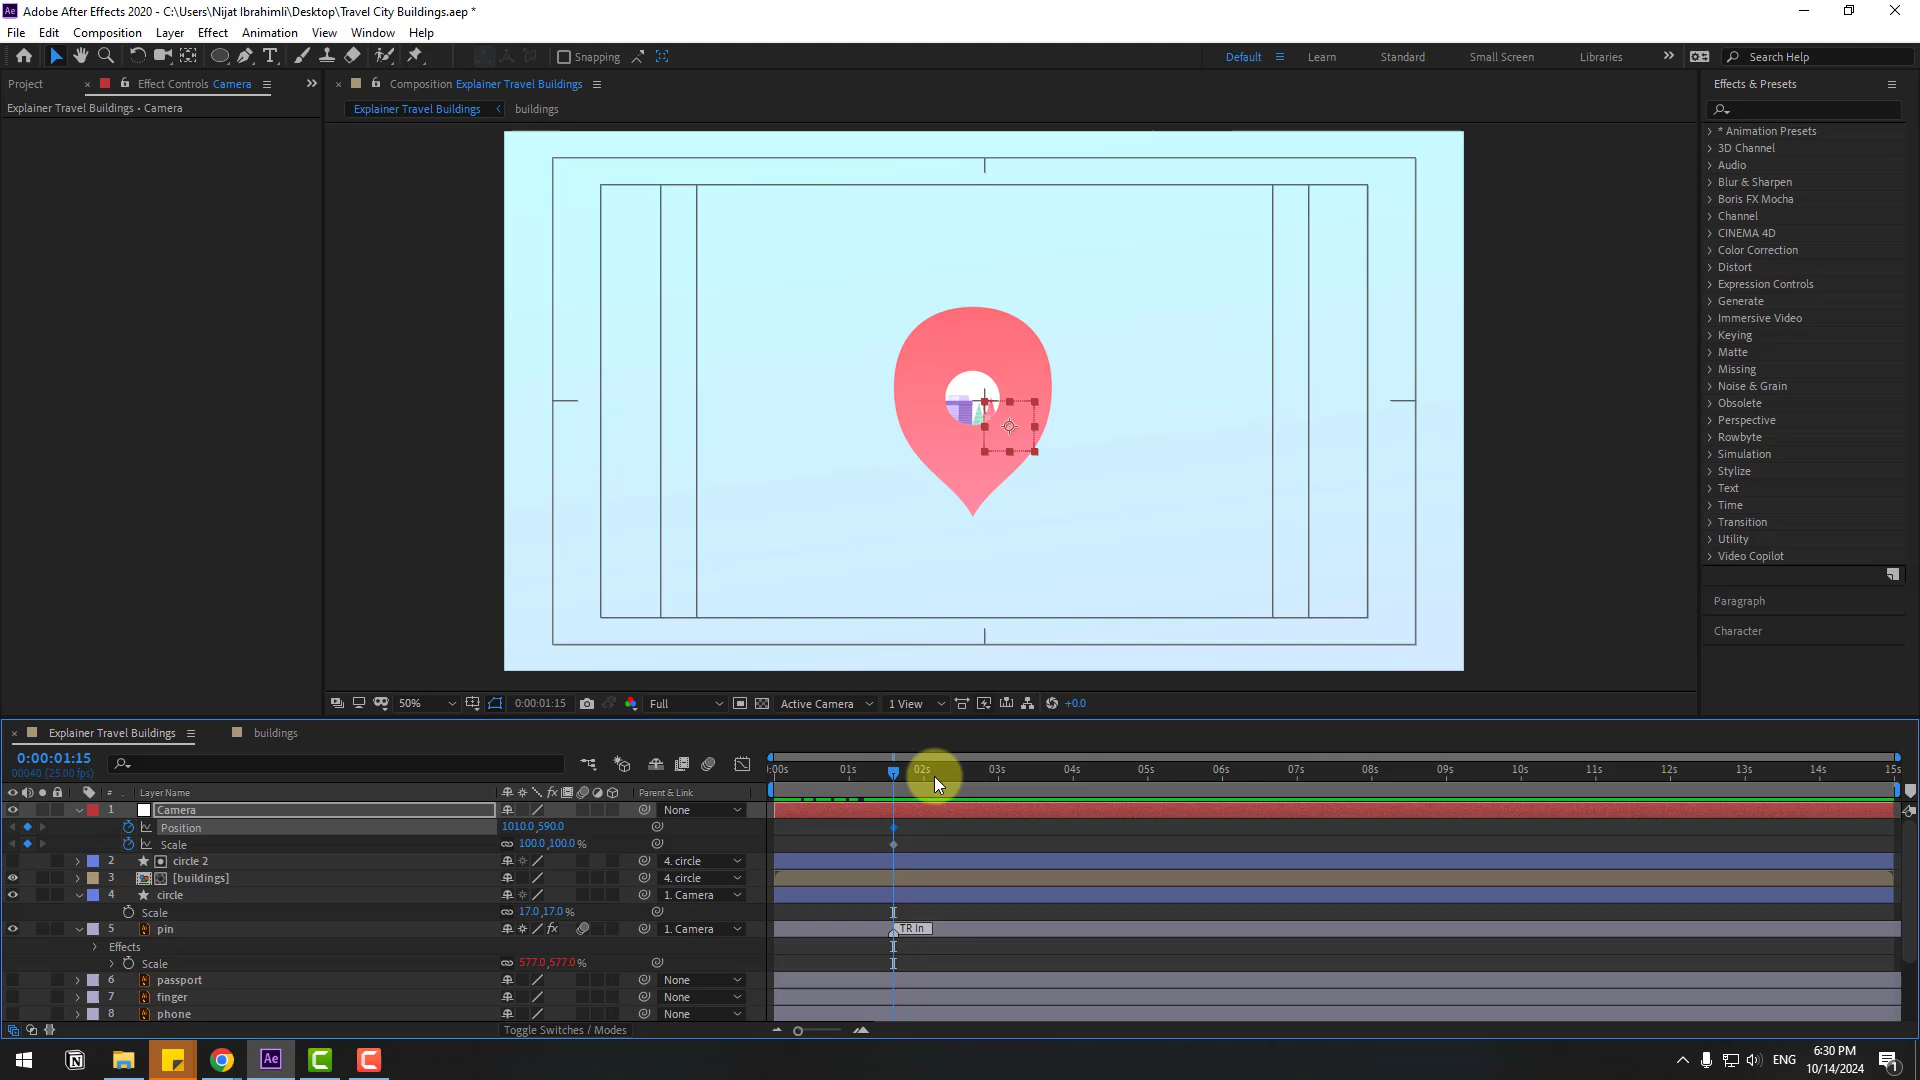 Adobe After Effects 2020 - C:\Users\Nijat Ibrahimli\Desktop\Travel City Buildings.aep *
File Edit Composition Layer Effect Animation View Window Help
Snapping Default Learn Standard Small Screen Libraries Search Help
Project Effect Controls Camera Composition Explainer Travel Buildings Effects & Presets
Explainer Travel Buildings • Camera Explainer Travel Buildings buildings
* Animation Presets
3D Channel
Audio
Blur & Sharpen
Boris FX Mocha
Channel
CINEMA 4D
Color Correction
Distort
Expression Controls
Generate
Immersive Video
Keying
Matte
Missing
Noise & Grain
Obsolete
Perspective
Rowbyte
Simulation
Stylize
Text
Time
Transition
Utility
Video Copilot
Paragraph
Character
50% 0:00:01:15 Full Active Camera 1 View +0.0
Explainer Travel Buildings buildings
0:00:01:15
00040 (25.00 fps)
:00s 01s 02s 03s 04s 05s 06s 07s 08s 09s 10s 11s 12s 13s 14s 15s
# Layer Name Parent & Link
1 Camera None
Position 1010.0,590.0
Scale 100.0,100.0 %
2 circle 2 4. circle
3 [buildings] 4. circle
4 circle 1. Camera
Scale 17.0,17.0 %
5 pin fx 1. Camera TR In
Effects
Scale 577.0,577.0 %
6 passport None
7 finger None
8 phone None
Toggle Switches / Modes
ENG 6:30 PM
10/14/2024